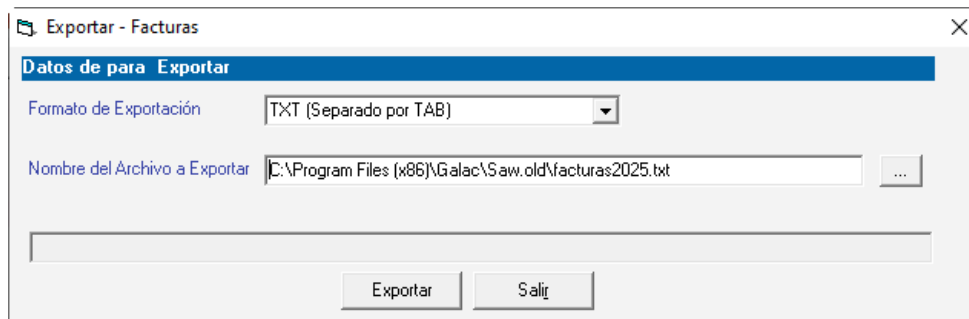 Exportar - Facturas
Datos de para Exportar
Formato de Exportación TXT (Separado por TAB)
Nombre del Archivo a Exportar C:\Program Files (x86)\Galac\Saw.old\facturas2025.txt ...
Exportar Salir